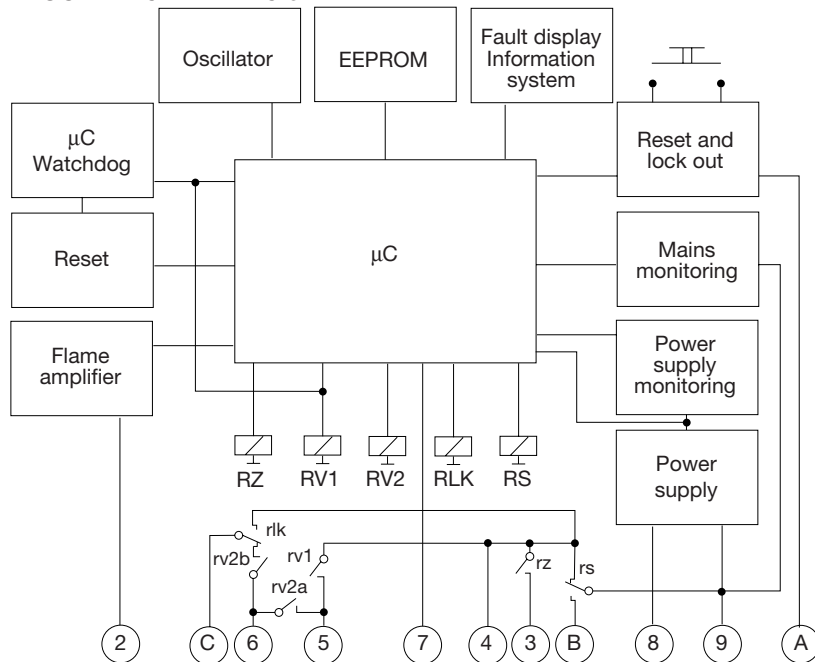 Oscillator
EEPROM
Fault display
Information
system
μC
Watchdog
Reset and
lock out
Reset
μC
Mains
monitoring
Flame
amplifier
Power
supply
monitoring
Power
supply
RZ
RV1
RV2
RLK
RS
rlk
rv2b
rv1
rv2a
rz
rs
2
C
6
5
7
4
3
B
8
9
A